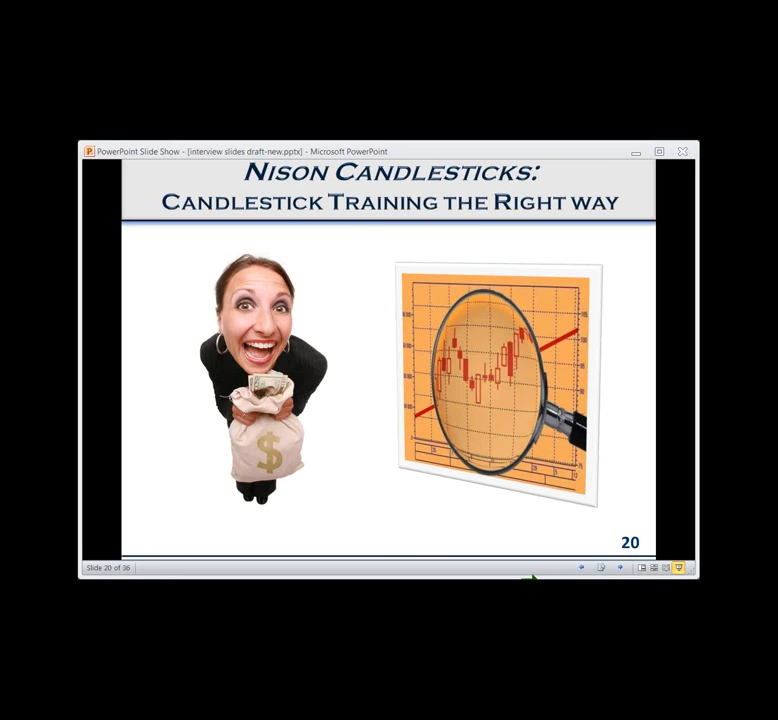 PowerPoint Slide Show - [interview slides draft-new.pptx] - Microsoft PowerPoint
NISON CANDLESTICKS:
CANDLESTICK TRAINING THE RIGHT WAY
$
20
Slide 20 of 36